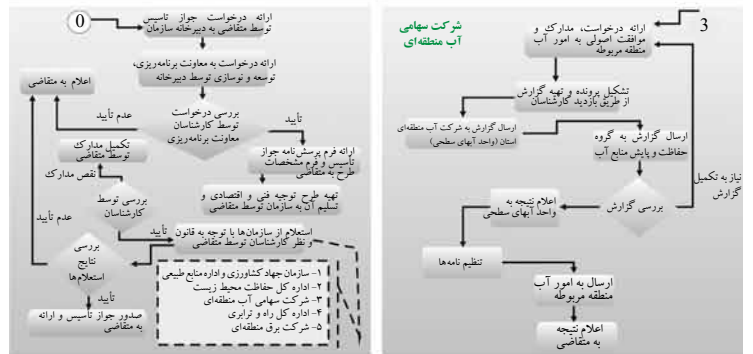 شرکت سهامی
آب منطقه‌ای
3
ارائه درخواست، مدارک و
موافقت اصولی به امور آب
منطقه مربوطه
تشکیل پرونده و تهیه گزارش
از طریق بازدید کارشناسان
ارسال گزارش به شرکت آب منطقه‌ای
استان (واحد آبهای سطحی)
ارسال گزارش به گروه
حفاظت و پایش منابع آب
نیاز به تکمیل
گزارش
بررسی گزارش
اعلام نتیجه به
واحد آبهای سطحی
تنظیم نامه‌ها
ارسال به امور آب
منطقه مربوطه
اعلام نتیجه
به متقاضی
0
ارائه درخواست جواز تاسیس
توسط متقاضی به دبیرخانه سازمان
ارائه درخواست به معاونت برنامه‌ریزی،
توسعه و نوسازی توسط دبیرخانه
اعلام به متقاضی
بررسی درخواست
توسط کارشناسان
معاونت برنامه‌ریزی
عدم تأیید
تأیید
ارائه فرم پرسش‌نامه جواز
تأسیس و فرم مشخصات
طرح به متقاضی
تکمیل مدارک
توسط متقاضی
نقص مدارک
تهیه طرح توجیه فنی و اقتصادی و
تسلیم آن به سازمان توسط متقاضی
بررسی توسط
کارشناسان
عدم تأیید
تأیید
استعلام از سازمان‌ها با توجه به قانون
و نظر کارشناسان توسط متقاضی
بررسی
نتایج
استعلام‌ها
تأیید
صدور جواز تأسیس و ارائه
به متقاضی
۱- سازمان جهاد کشاورزی و اداره منابع طبیعی
۲- اداره کل حفاظت محیط زیست
۳- شرکت سهامی آب منطقه‌ای
۴- اداره کل راه و ترابری
۵- شرکت برق منطقه‌ای